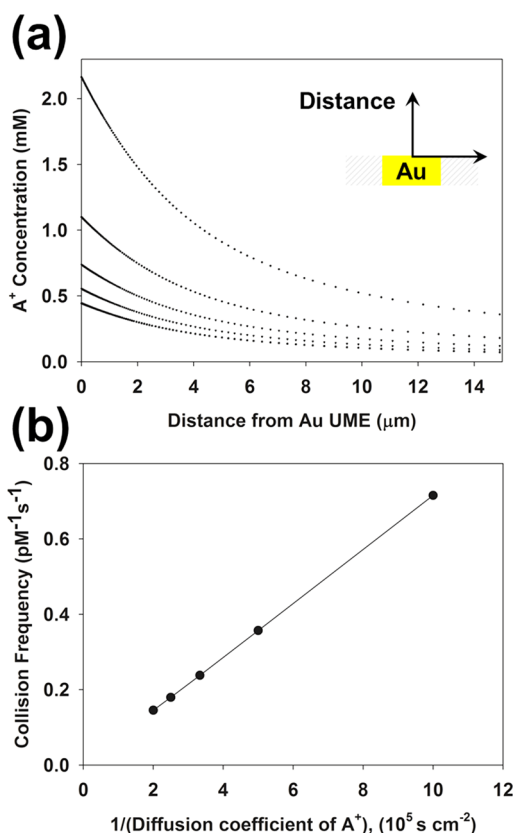 (a)
2.0
1.5
1.0
0.5
0.0
A⁺ Concentration (mM)
Distance
Au
0 2 4 6 8 10 12 14
Distance from Au UME (μm)
(b)
0.8
0.6
0.4
0.2
0.0
Collision Frequency (pM⁻¹s⁻¹)
0 2 4 6 8 10 12
1/(Diffusion coefficient of A⁺), (10⁵ s cm⁻²)